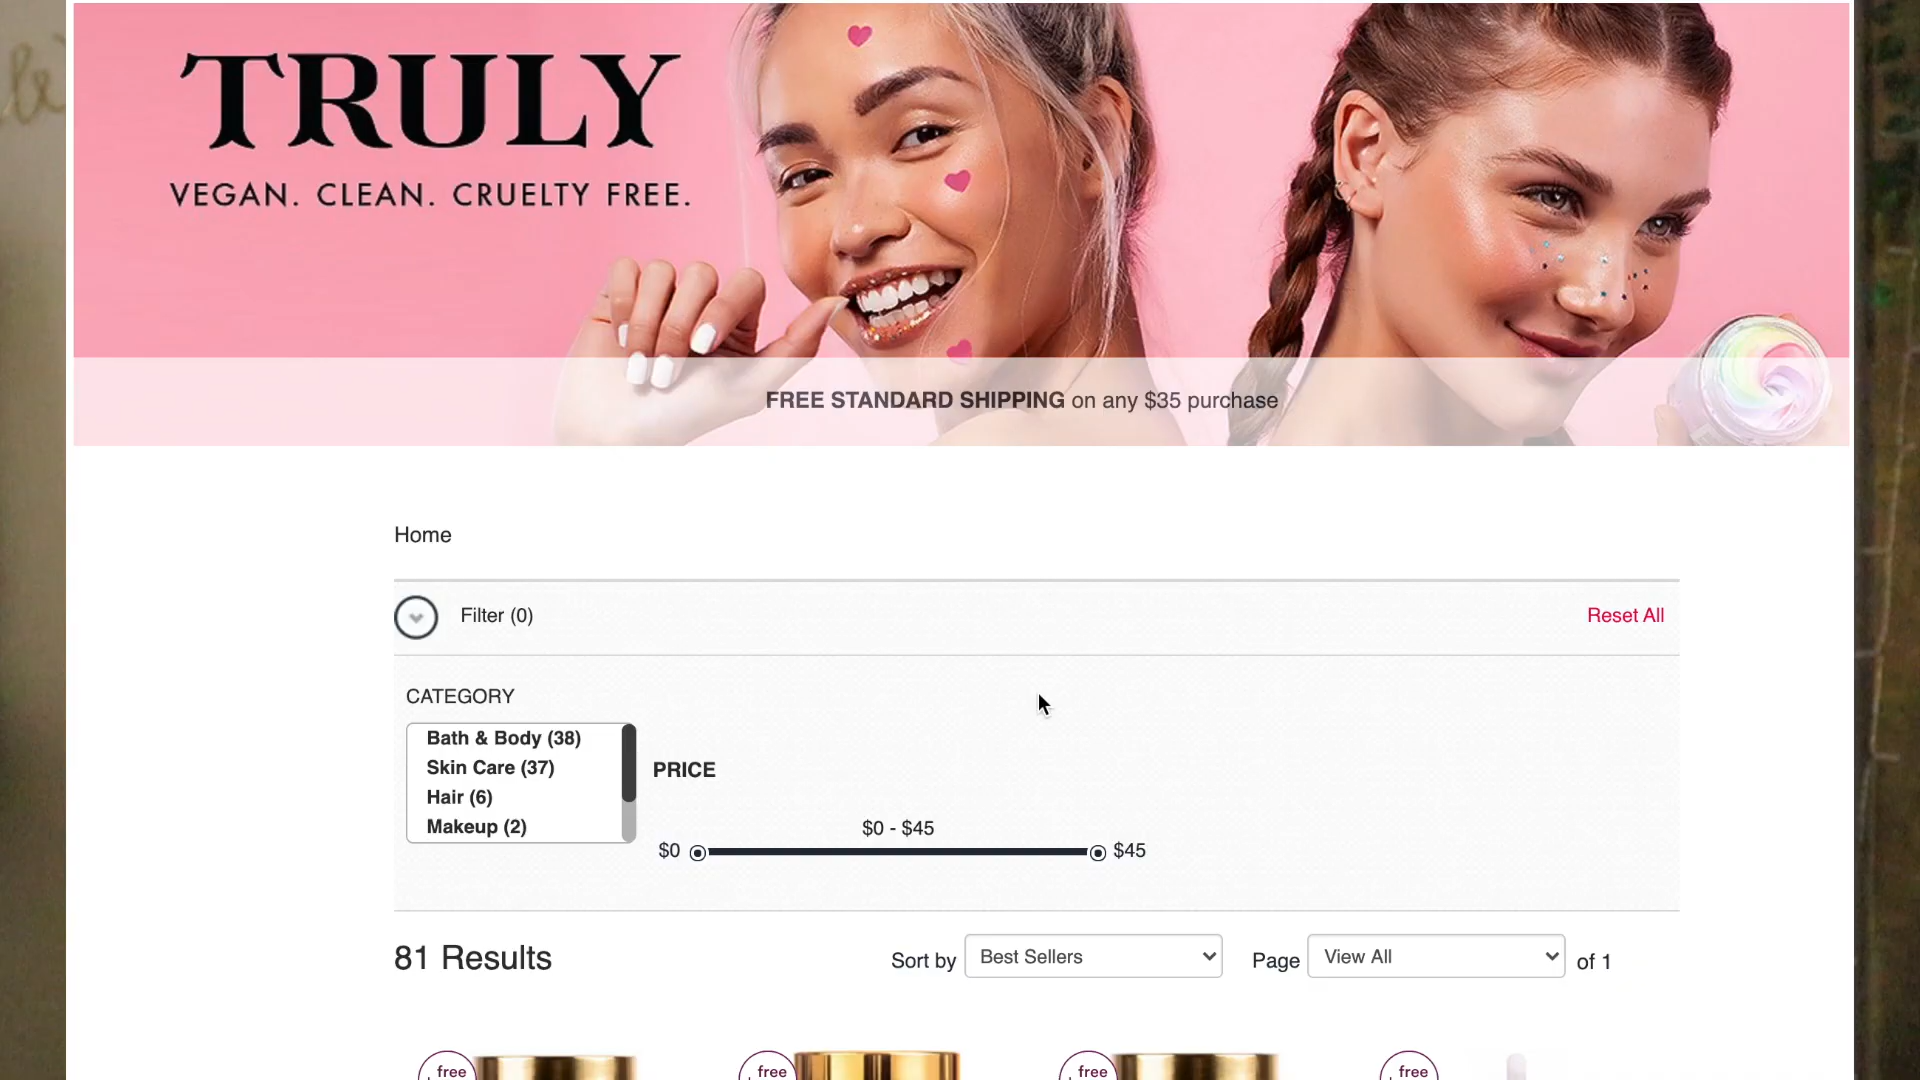 TRULY
VEGAN. CLEAN. CRUELTY FREE.
FREE STANDARD SHIPPING on any $35 purchase
Home
Filter (0)
Reset All
CATEGORY
Bath & Body (38)
Skin Care (37)
Hair (6)
Makeup (2)
PRICE
$0 - $45
$0
$45
81 Results
Sort by
Best Sellers
Page
View All
of 1
free
free
free
free